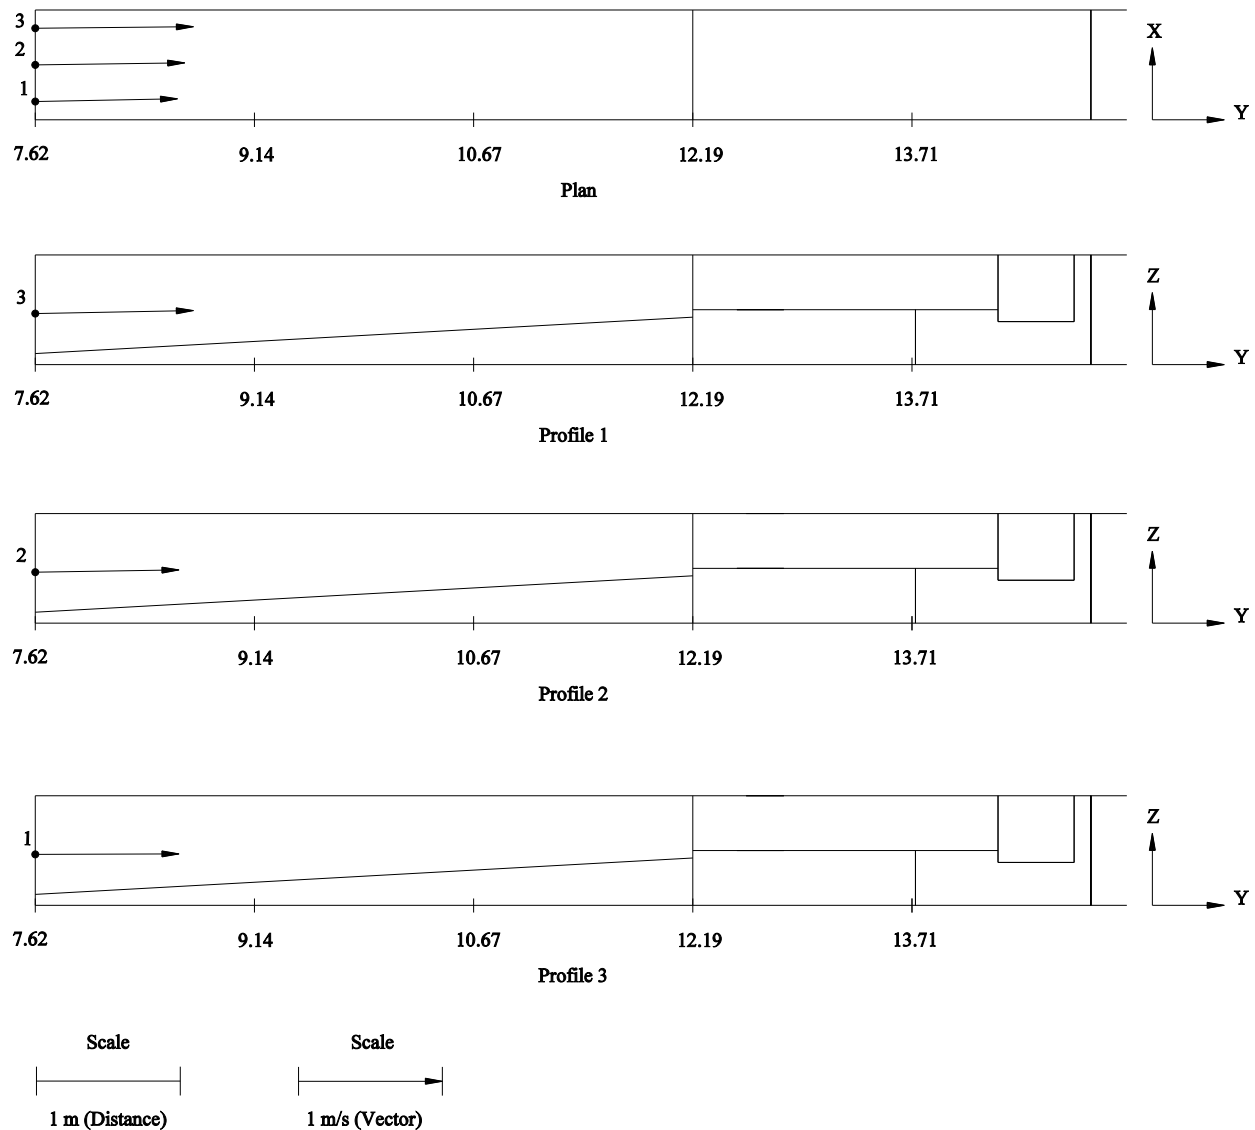 3
X
2
1
Y
7.62 9.14 10.67 12.19 13.71
Plan
Z
3
Y
7.62 9.14 10.67 12.19 13.71
Profile 1
Z
2
Y
7.62 9.14 10.67 12.19 13.71
Profile 2
Z
1
Y
7.62 9.14 10.67 12.19 13.71
Profile 3
Scale Scale
1 m (Distance) 1 m/s (Vector)